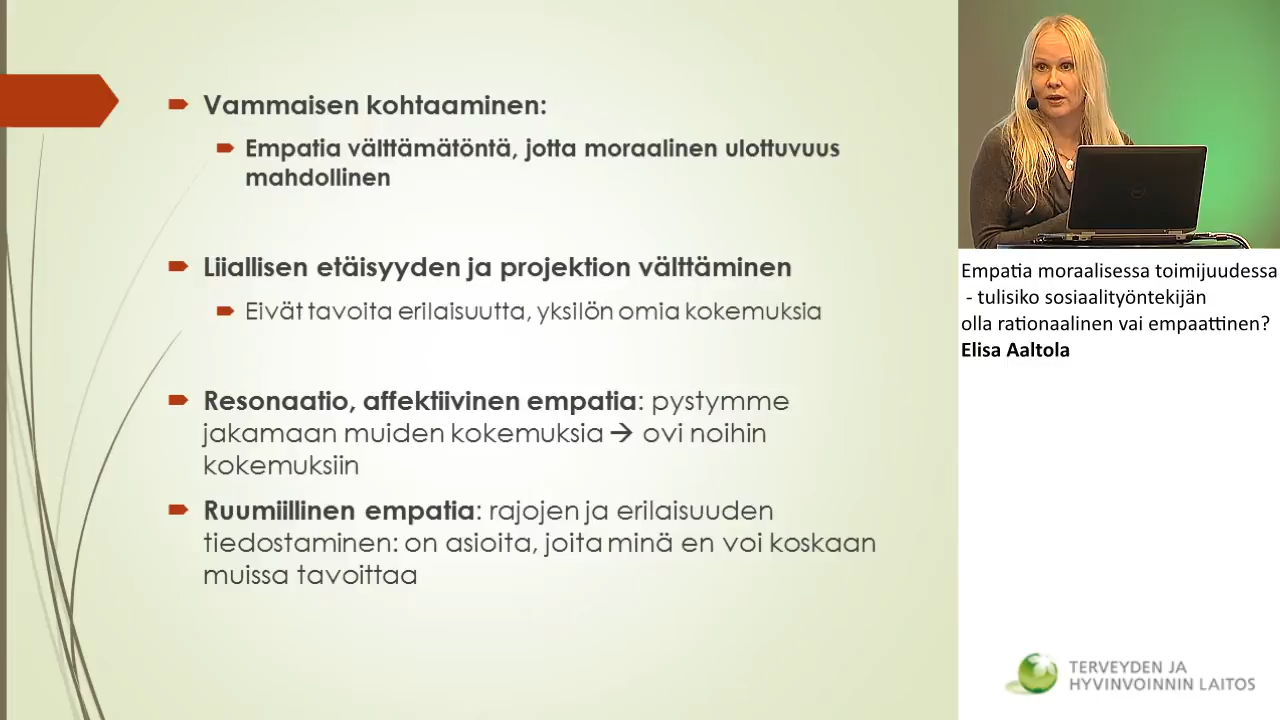 Vammaisen kohtaaminen:
Empatia välttämätöntä, jotta moraalinen ulottuvuus
mahdollinen
Liiallisen etäisyyden ja projektion välttäminen
Eivät tavoita erilaisuutta, yksilön omia kokemuksia
Resonaatio, affektiivinen empatia: pystymme
jakamaan muiden kokemuksia → ovi noihin
kokemuksiin
Ruumiillinen empatia: rajojen ja erilaisuuden
tiedostaminen: on asioita, joita minä en voi koskaan
muissa tavoittaa
Empatia moraalisessa toimijuudessa
- tulisiko sosiaalityöntekijän
olla rationaalinen vai empaattinen?
Elisa Aaltola
TERVEYDEN JA
HYVINVOINNIN LAITOS